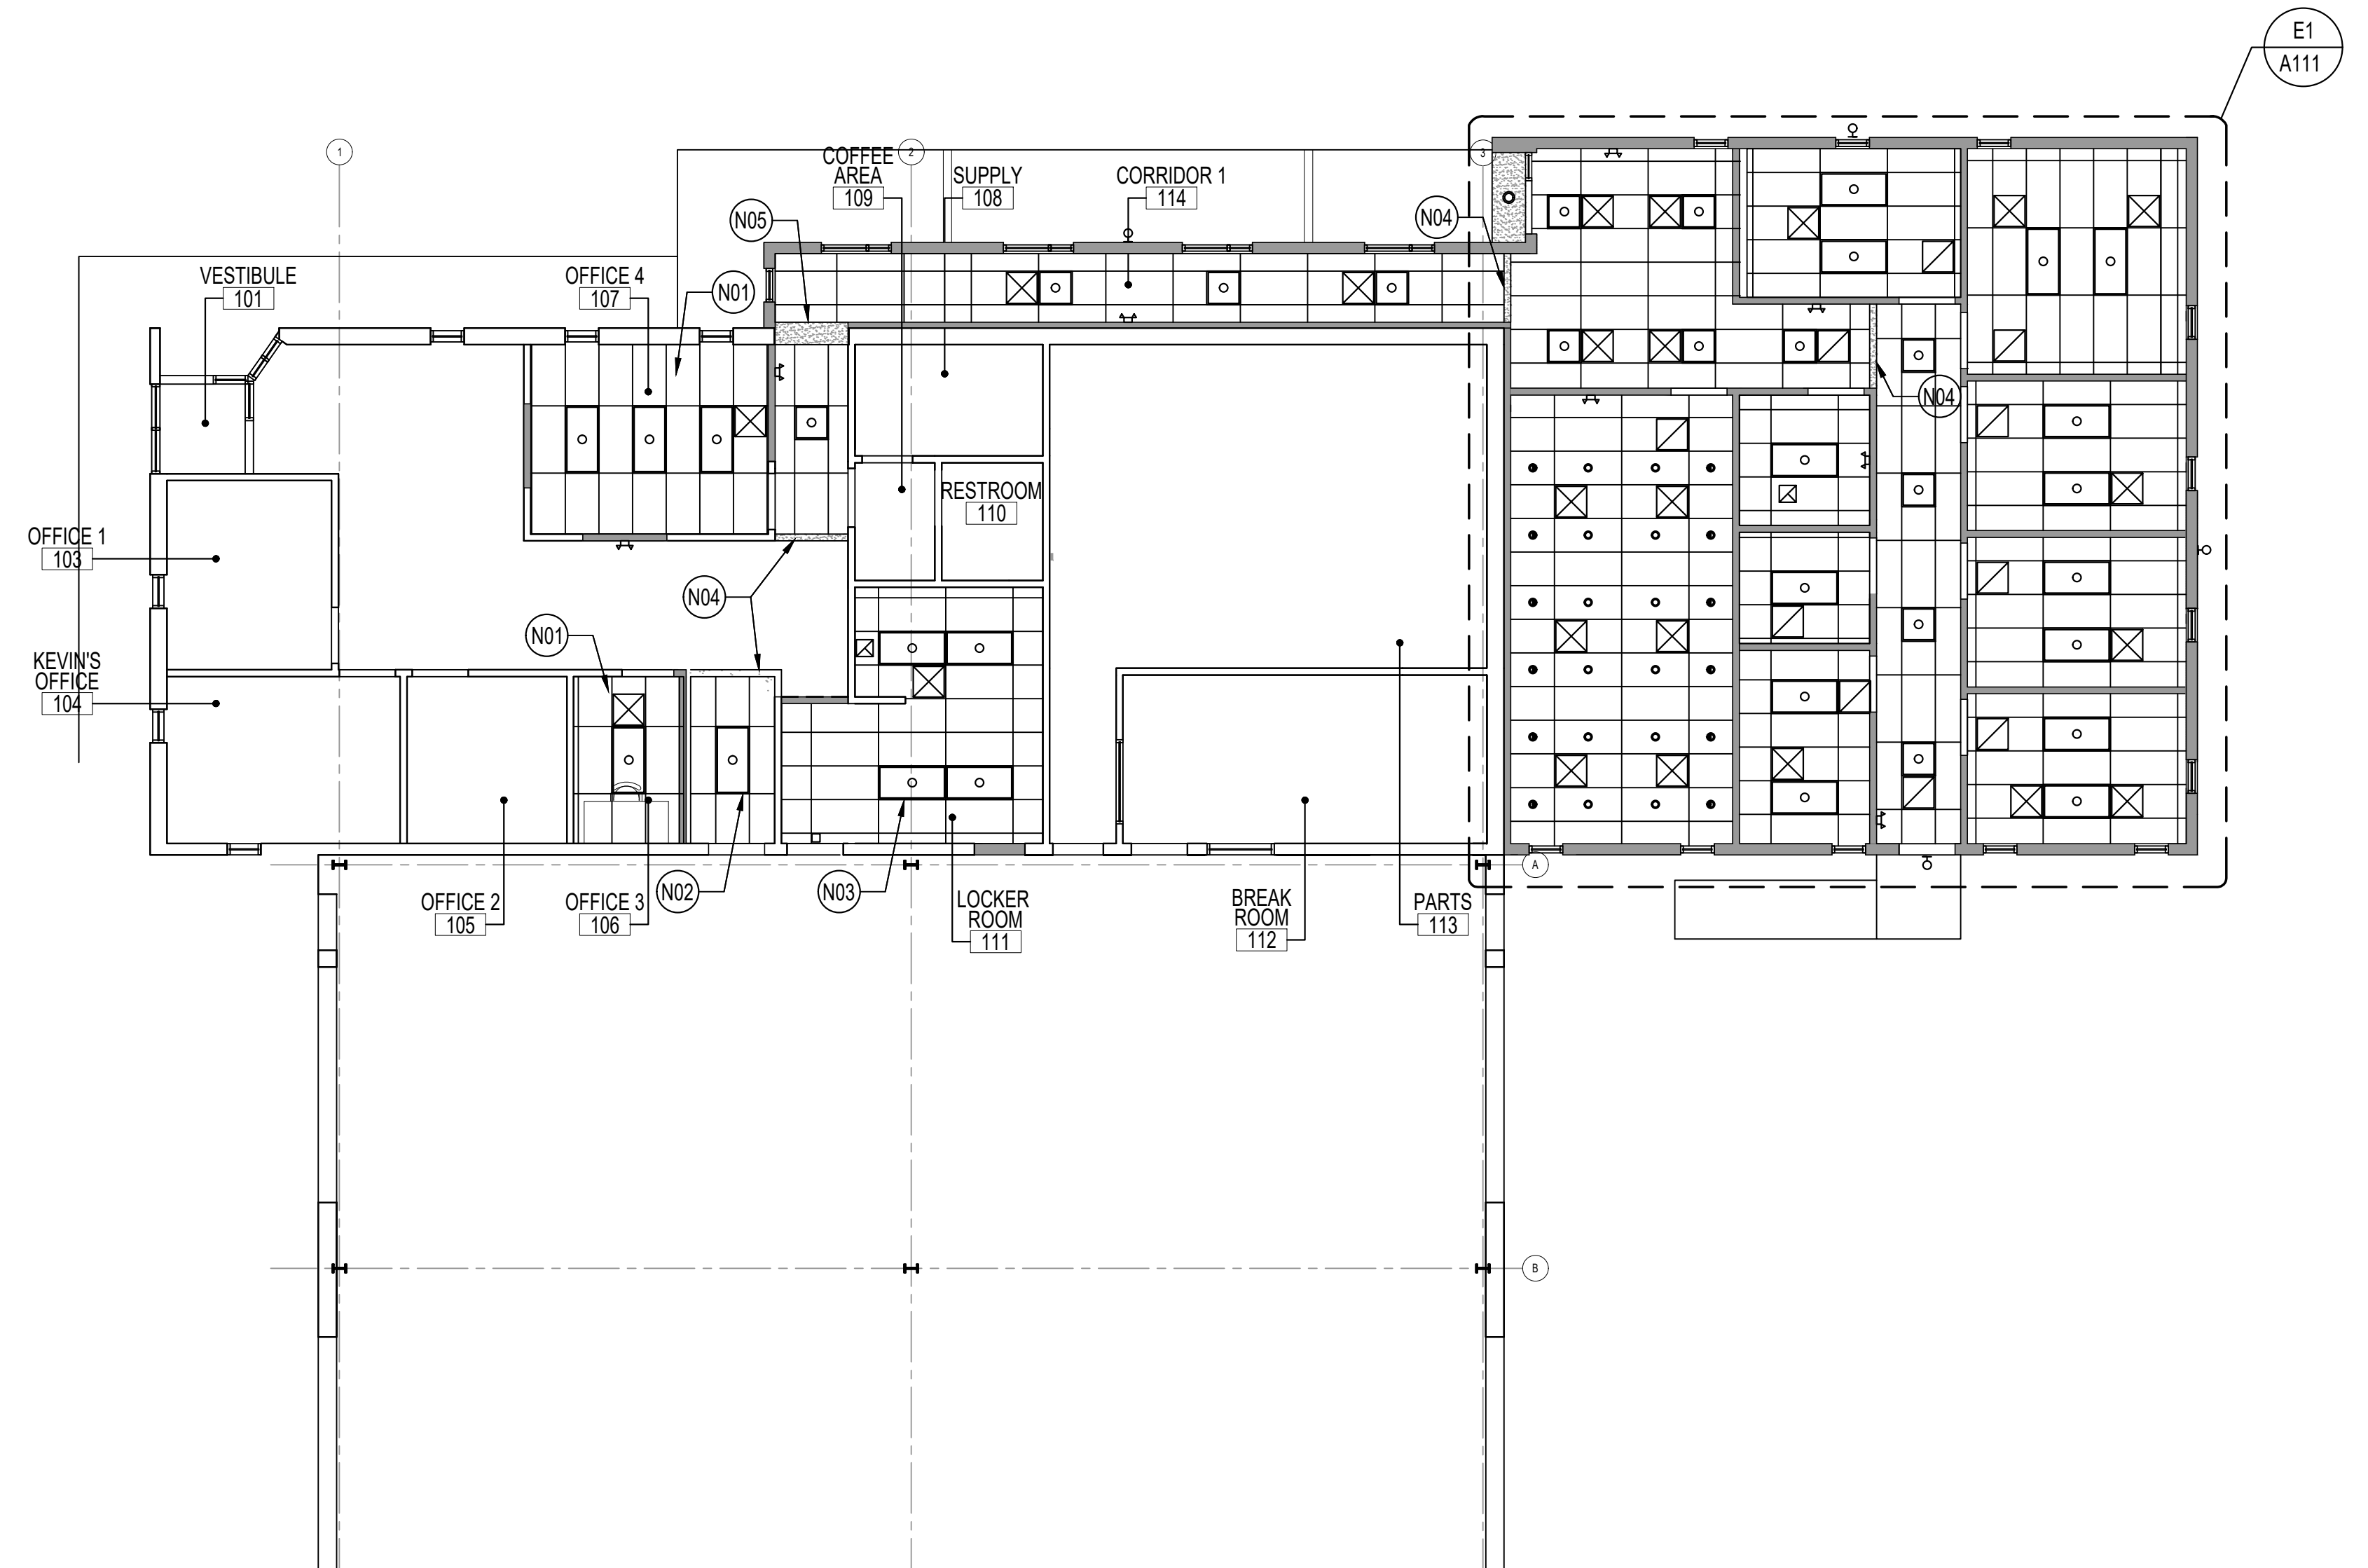 E1
A111
1
2
3
COFFEE
AREA
109
SUPPLY
108
CORRIDOR 1
114
N05
N04
VESTIBULE
101
OFFICE 4
107
N01
N04
RESTROOM
110
OFFICE 1
103
N04
N01
KEVIN'S
OFFICE
104
A
OFFICE 2
105
OFFICE 3
106
N02
N03
LOCKER
ROOM
111
BREAK
ROOM
112
PARTS
113
B